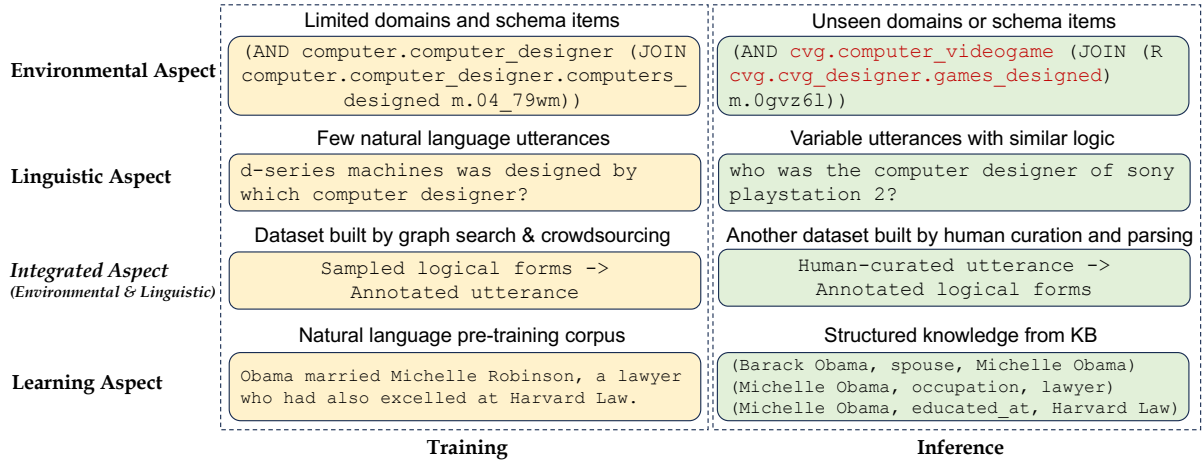 Limited domains and schema items
Unseen domains or schema items
Environmental Aspect
(AND computer.computer_designer (JOIN
computer.computer_designer.computers_
designed m.04_79wm))
(AND cvg.computer_videogame (JOIN (R
cvg.cvg_designer.games_designed)
m.0gvz6l))
Few natural language utterances
Variable utterances with similar logic
Linguistic Aspect
d-series machines was designed by
which computer designer?
who was the computer designer of sony
playstation 2?
Dataset built by graph search & crowdsourcing
Another dataset built by human curation and parsing
Integrated Aspect
(Environmental & Linguistic)
Sampled logical forms ->
Annotated utterance
Human-curated utterance ->
Annotated logical forms
Natural language pre-training corpus
Structured knowledge from KB
Learning Aspect
Obama married Michelle Robinson, a lawyer
who had also excelled at Harvard Law.
(Barack Obama, spouse, Michelle Obama)
(Michelle Obama, occupation, lawyer)
(Michelle Obama, educated_at, Harvard Law)
Training
Inference